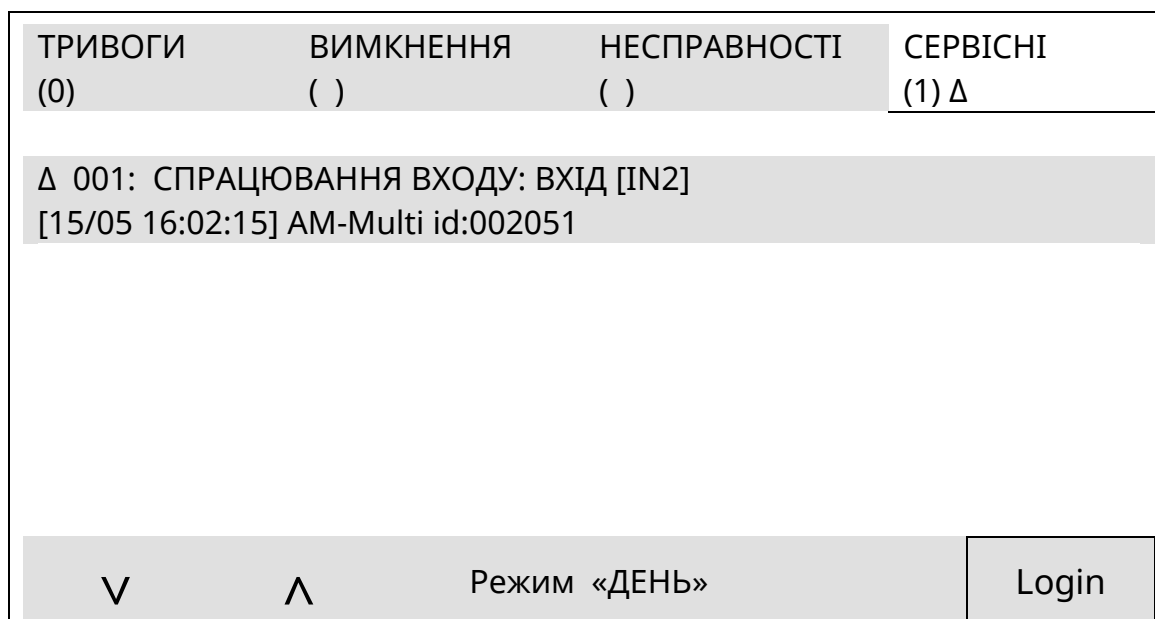 ТРИВОГИ ВИМКНЕННЯ НЕСПРАВНОСТІ СЕРВІСНІ
(0) ( ) ( ) (1) Δ
Δ 001: СПРАЦЮВАННЯ ВХОДУ: ВХІД [IN2]
[15/05 16:02:15] AM-Multi id:002051
V Λ Режим «ДЕНЬ» Login